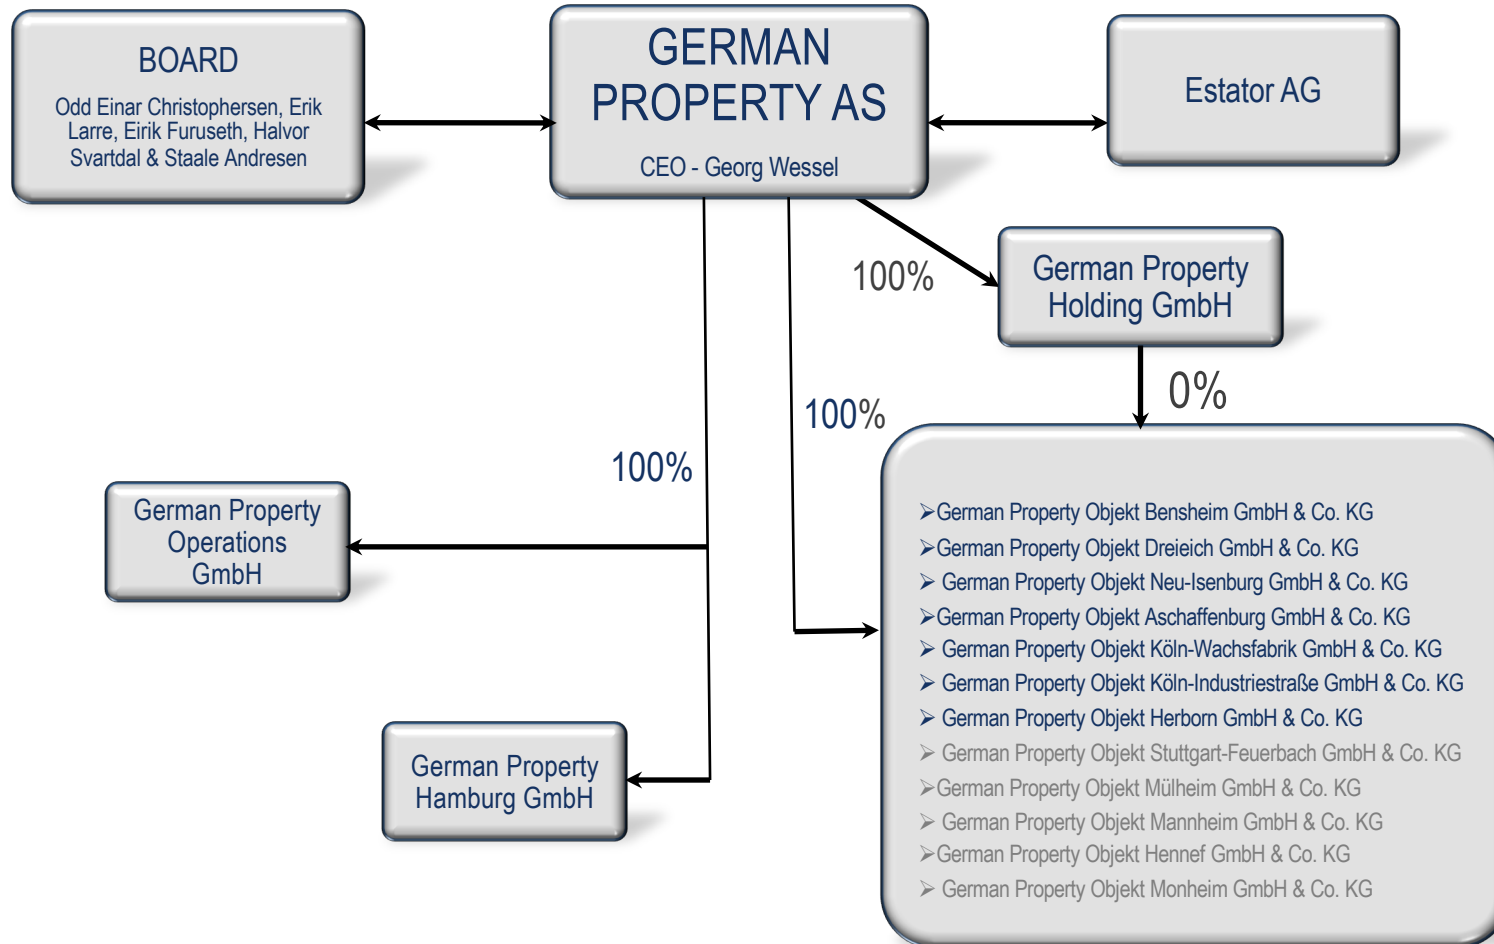 BOARD
Odd Einar Christophersen, Erik
Larre, Eirik Furuseth, Halvor
Svartdal & Staale Andresen
GERMAN
PROPERTY AS
CEO - Georg Wessel
Estator AG
100%
German Property
Holding GmbH
0%
100%
100%
German Property
Operations
GmbH
German Property
Hamburg GmbH
➢German Property Objekt Bensheim GmbH & Co. KG
➢German Property Objekt Dreieich GmbH & Co. KG
➢ German Property Objekt Neu-Isenburg GmbH & Co. KG
➢German Property Objekt Aschaffenburg GmbH & Co. KG
➢ German Property Objekt Köln-Wachsfabrik GmbH & Co. KG
➢ German Property Objekt Köln-Industriestraße GmbH & Co. KG
➢ German Property Objekt Herborn GmbH & Co. KG
➢ German Property Objekt Stuttgart-Feuerbach GmbH & Co. KG
➢German Property Objekt Mülheim GmbH & Co. KG
➢ German Property Objekt Mannheim GmbH & Co. KG
➢German Property Objekt Hennef GmbH & Co. KG
➢ German Property Objekt Monheim GmbH & Co. KG